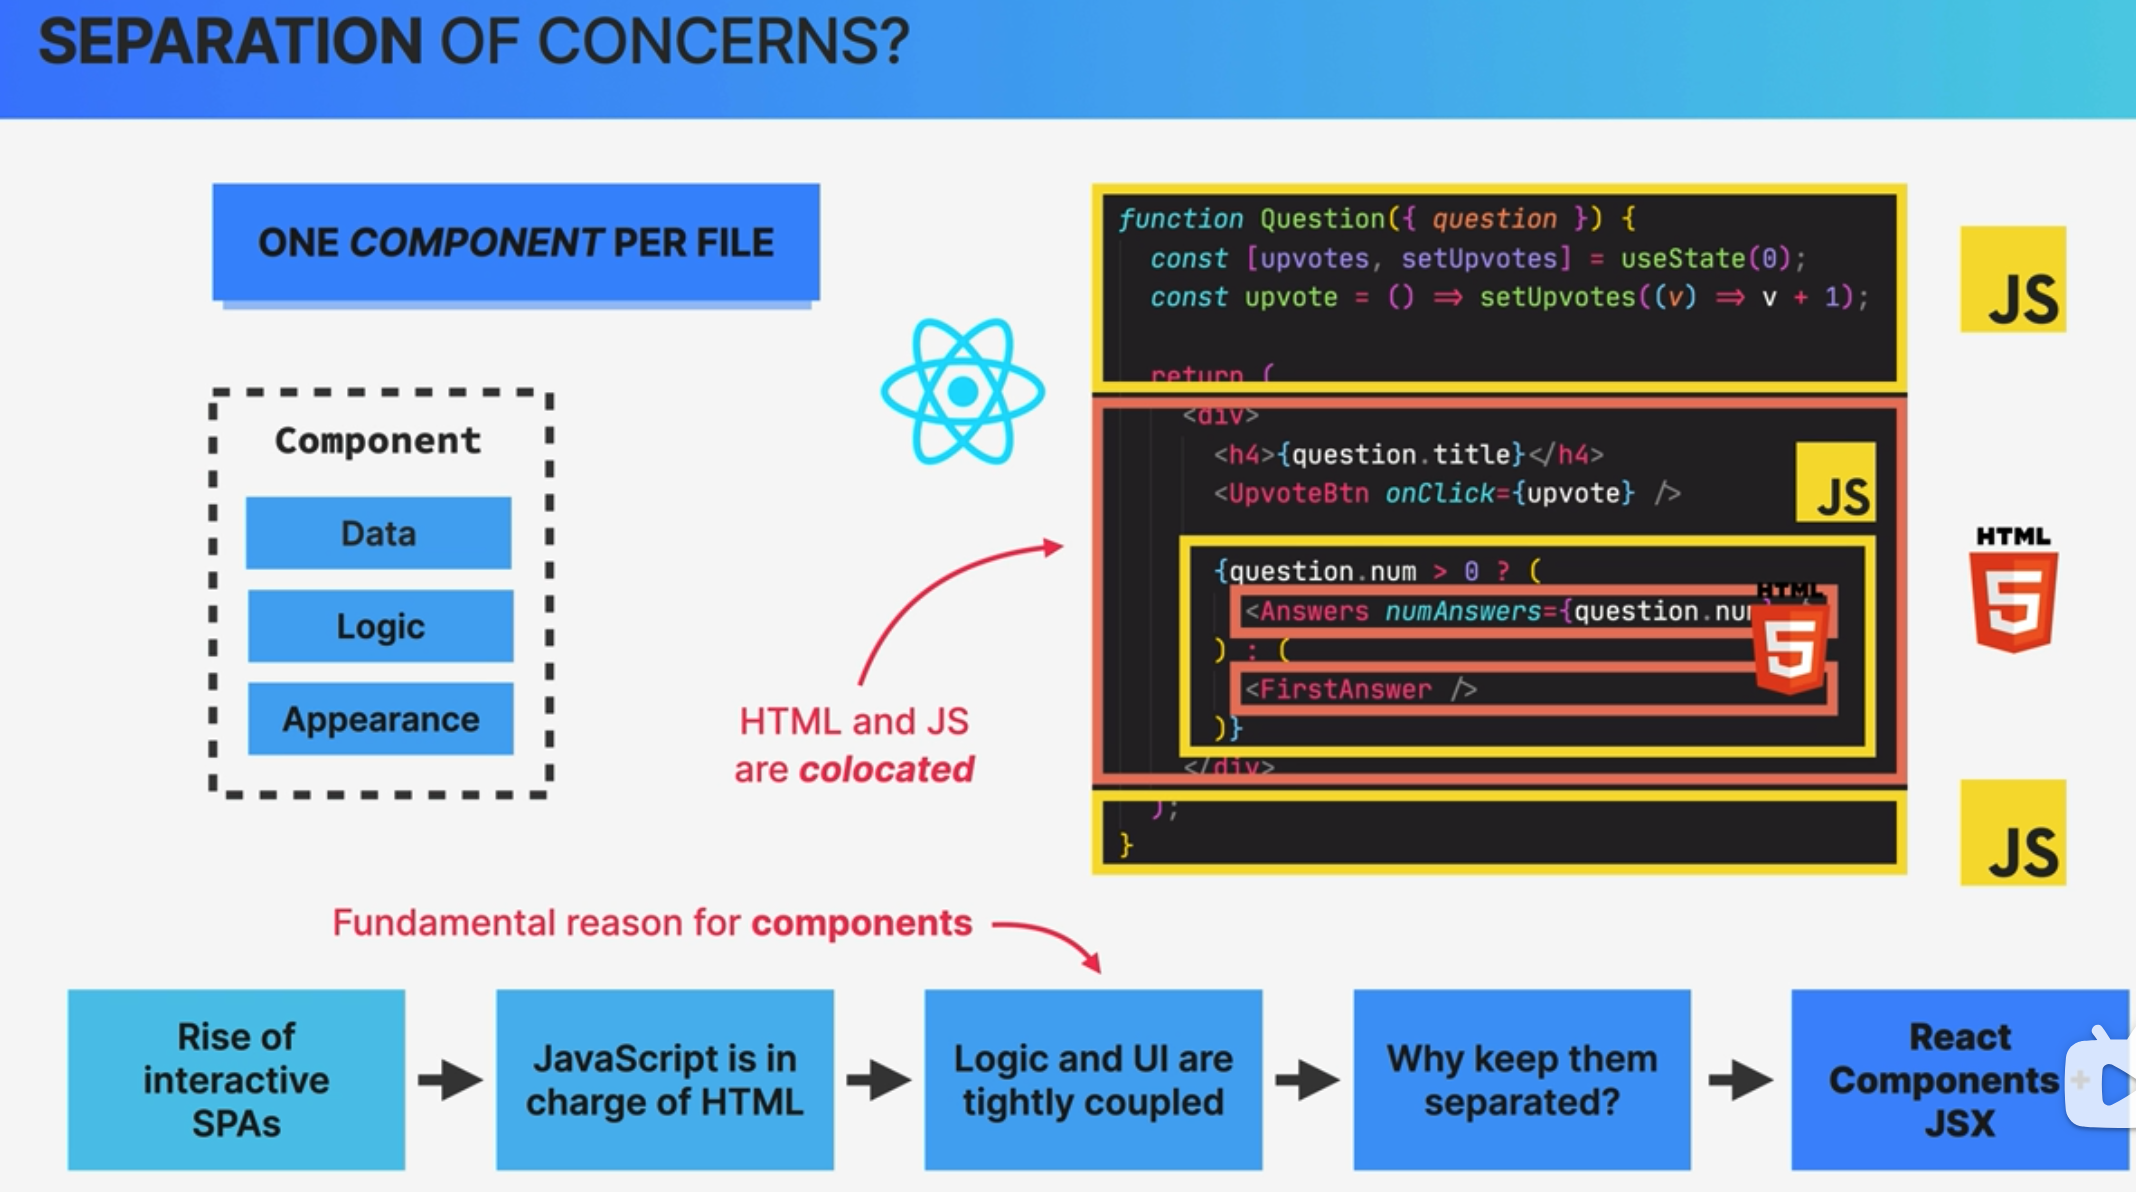 SEPARATION OF CONCERNS?
ONE COMPONENT PER FILE
Component
Data
Logic
Appearance
HTML and JS
are colocated
function Question({ question }) {
const [upvotes, setUpvotes] = useState(0);
const upvote = () ⇒ setUpvotes((v) ⇒ v + 1);
return (
<div>
<h4>{question.title}</h4>
<UpvoteBtn onClick={upvote} />
{question.num > 0 ? (
<Answers numAnswers={question.num
) : (
<FirstAnswer />
)}
</div>
);
}
JS
JS
HTML
HTML
JS
Fundamental reason for components
Rise of
interactive
SPAs
JavaScript is in
charge of HTML
Logic and UI are
tightly coupled
Why keep them
separated?
React
Components +
JSX